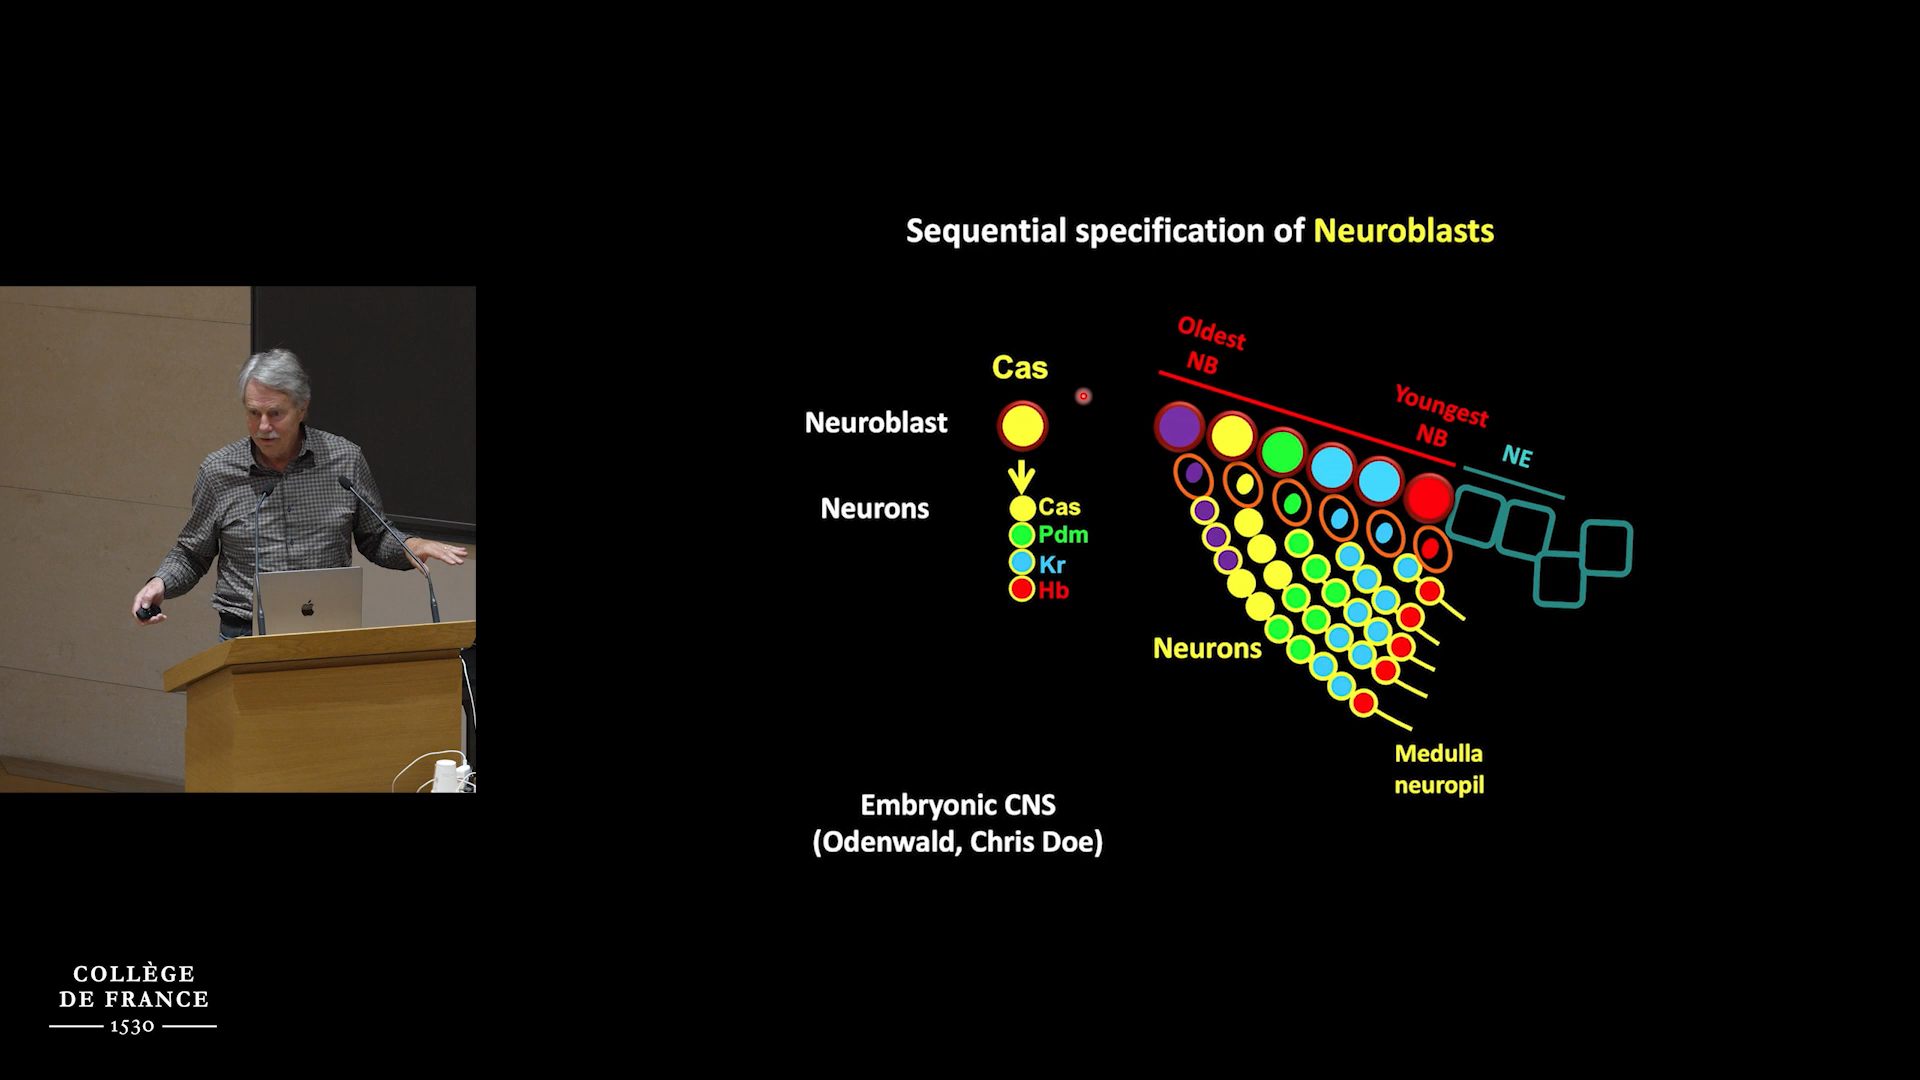 Sequential specification of Neuroblasts
Oldest
NB
Youngest
NB
NE
Cas
Neuroblast
Neurons
Cas
Pdm
Kr
Hb
Neurons
Medulla
neuropil
Embryonic CNS
(Odenwald, Chris Doe)
COLLÈGE
DE FRANCE
1530